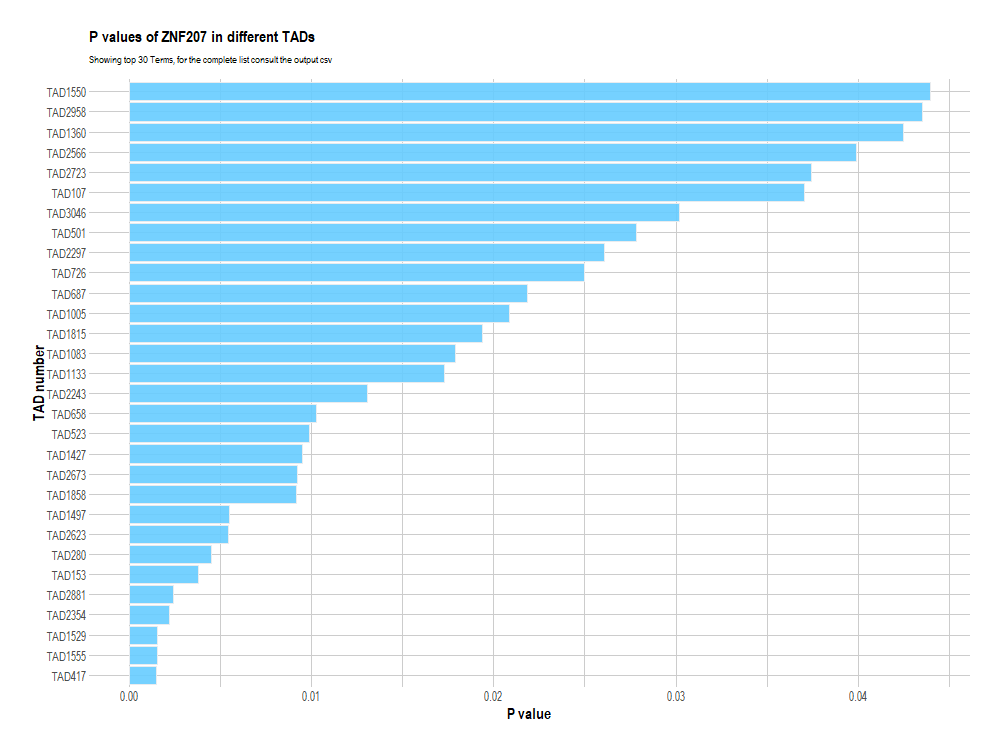 P values of ZNF207 in different TADs
Showing top 30 Terms, for the complete list consult the output csv
TAD1550
TAD2958
TAD1360
TAD2566
TAD2723
TAD107
TAD3046
TAD501
TAD2297
TAD726
TAD687
TAD1005
TAD1815
TAD1083
TAD1133
TAD2243
TAD658
TAD523
TAD1427
TAD2673
TAD1858
TAD1497
TAD2623
TAD280
TAD153
TAD2881
TAD2354
TAD1529
TAD1555
TAD417
TAD number
0.00 0.01 0.02 0.03 0.04
P value